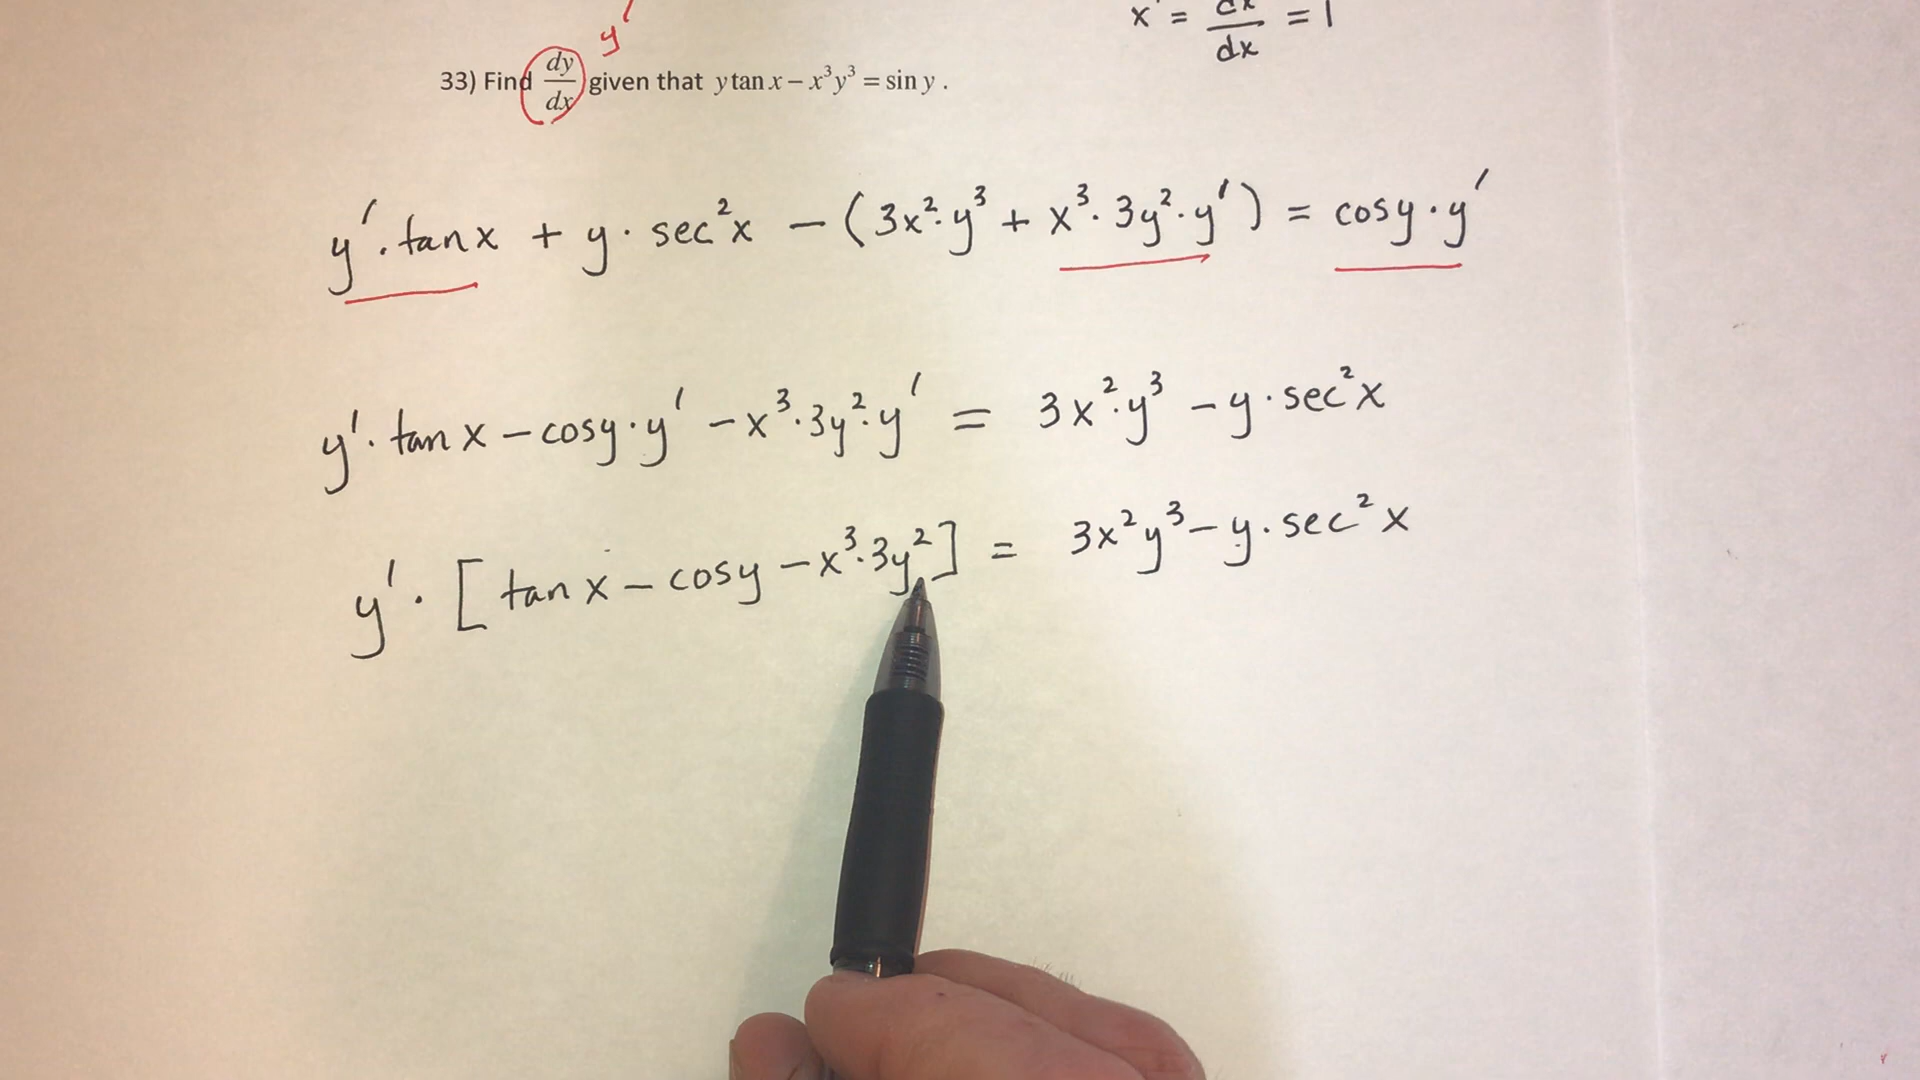 y'
x' = dx/dx = 1
33) Find dy/dx given that y tan x − x³y³ = sin y .
y' · tan x + y · sec²x − (3x² · y³ + x³ · 3y² · y') = cos y · y'
y' · tan x − cos y · y' − x³ · 3y² · y' = 3x² · y³ − y · sec²x
y' · [tan x − cos y − x³ · 3y²] = 3x²y³ − y · sec²x